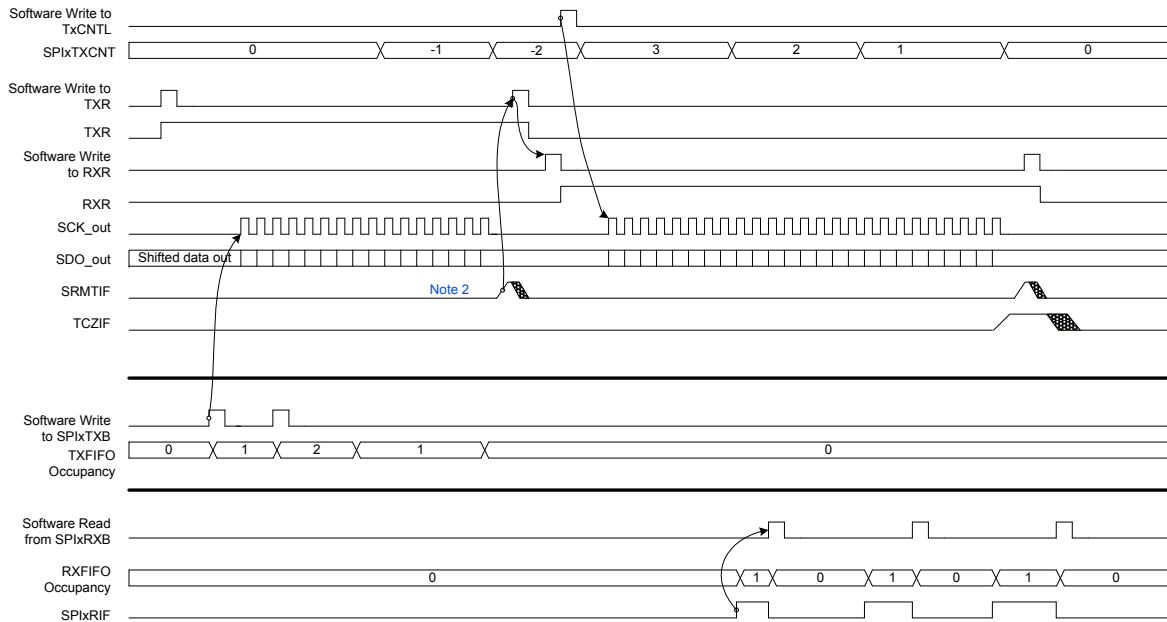 Software Write to
TxCNTL
SPIxTXCNT 0 -1 -2 3 2 1 0
Software Write to
TXR
TXR
Software Write
to RXR
RXR
SCK_out
SDO_out Shifted data out
SRMTIF Note 2
TCZIF
Software Write
to SPIxTXB
TXFIFO 0 1 2 1 0
Occupancy
Software Read
from SPIxRXB
RXFIFO 0 1 0 1 0 1 0
Occupancy
SPIxRIF